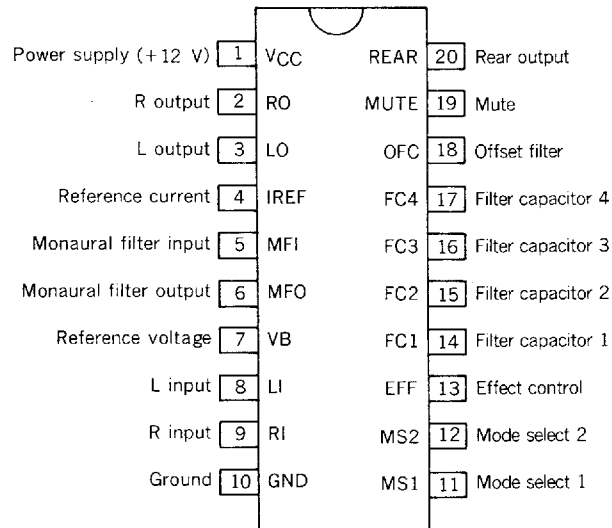 Power supply (+12 V) 1 VCC REAR 20 Rear output
R output 2 RO MUTE 19 Mute
L output 3 LO OFC 18 Offset filter
Reference current 4 IREF FC4 17 Filter capacitor 4
Monaural filter input 5 MFI FC3 16 Filter capacitor 3
Monaural filter output 6 MFO FC2 15 Filter capacitor 2
Reference voltage 7 VB FC1 14 Filter capacitor 1
L input 8 LI EFF 13 Effect control
R input 9 RI MS2 12 Mode select 2
Ground 10 GND MS1 11 Mode select 1